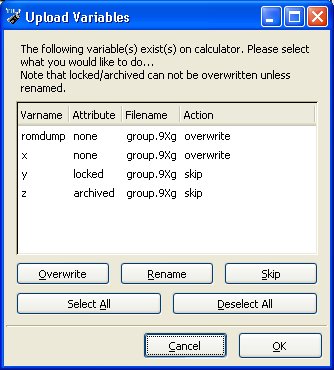 Upload Variables
The following variable(s) exist(s) on calculator. Please select
what you would like to do...
Note that locked/archived can not be overwritten unless
renamed.
Varname Attribute Filename Action
romdump none group.9Xg overwrite
x none group.9Xg overwrite
y locked group.9Xg skip
z archived group.9Xg skip
Overwrite Rename Skip
Select All Deselect All
Cancel OK